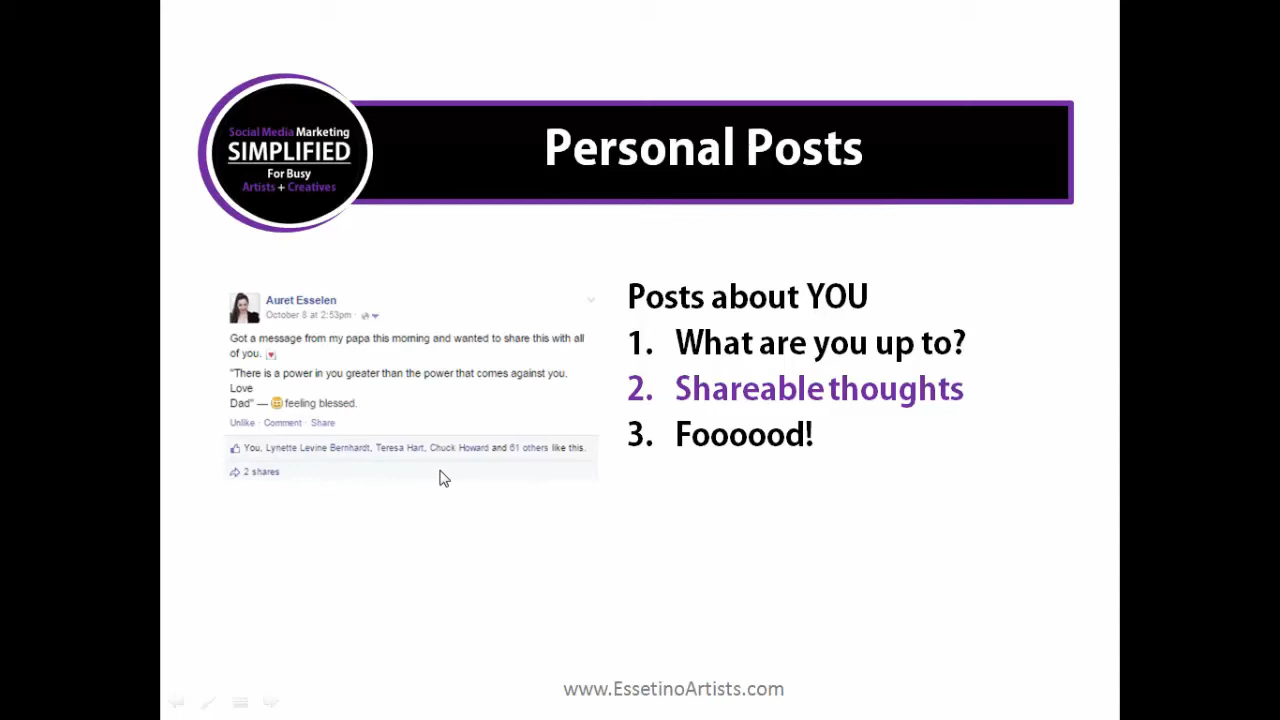 Social Media Marketing
SIMPLIFIED
For Busy
Artists + Creatives
Personal Posts
Auret Esselen
October 8 at 2:53pm ·
Got a message from my papa this morning and wanted to share this with all
of you.
"There is a power in you greater than the power that comes against you.
Love
Dad" — feeling blessed.
Unlike · Comment · Share
You, Lynette Levine Bernhardt, Teresa Hart, Chuck Howard and 61 others like this.
2 shares
Posts about YOU
1. What are you up to?
2. Shareable thoughts
3. Foooood!
www.EssetinoArtists.com